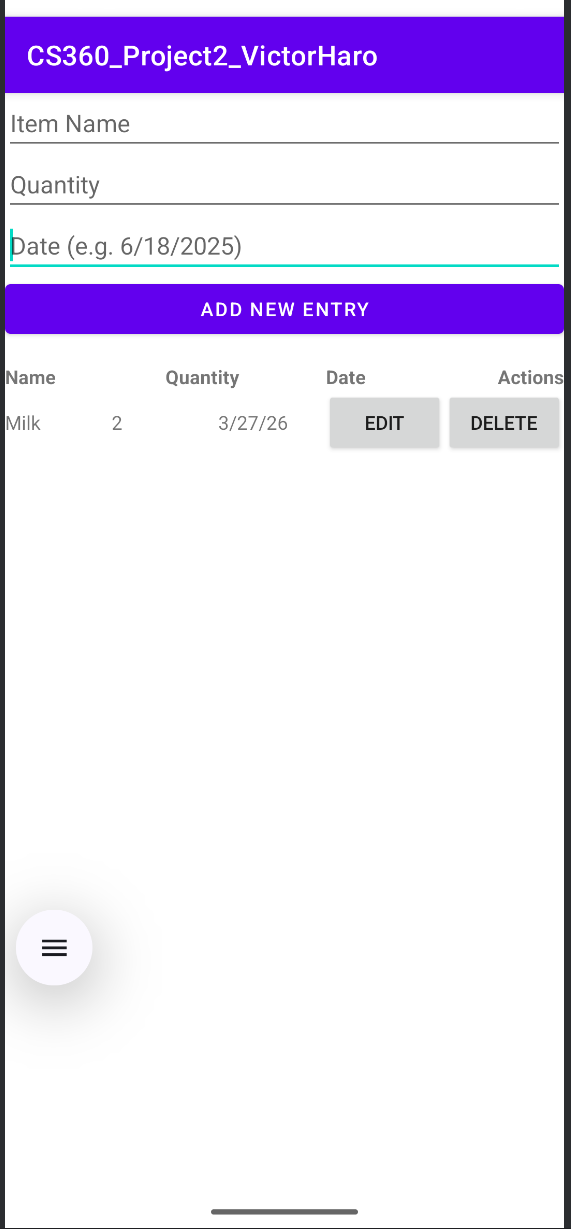 CS360_Project2_VictorHaro
Item Name
Quantity
Date (e.g. 6/18/2025)
ADD NEW ENTRY
Name Quantity Date Actions
Milk 2 3/27/26 EDIT DELETE